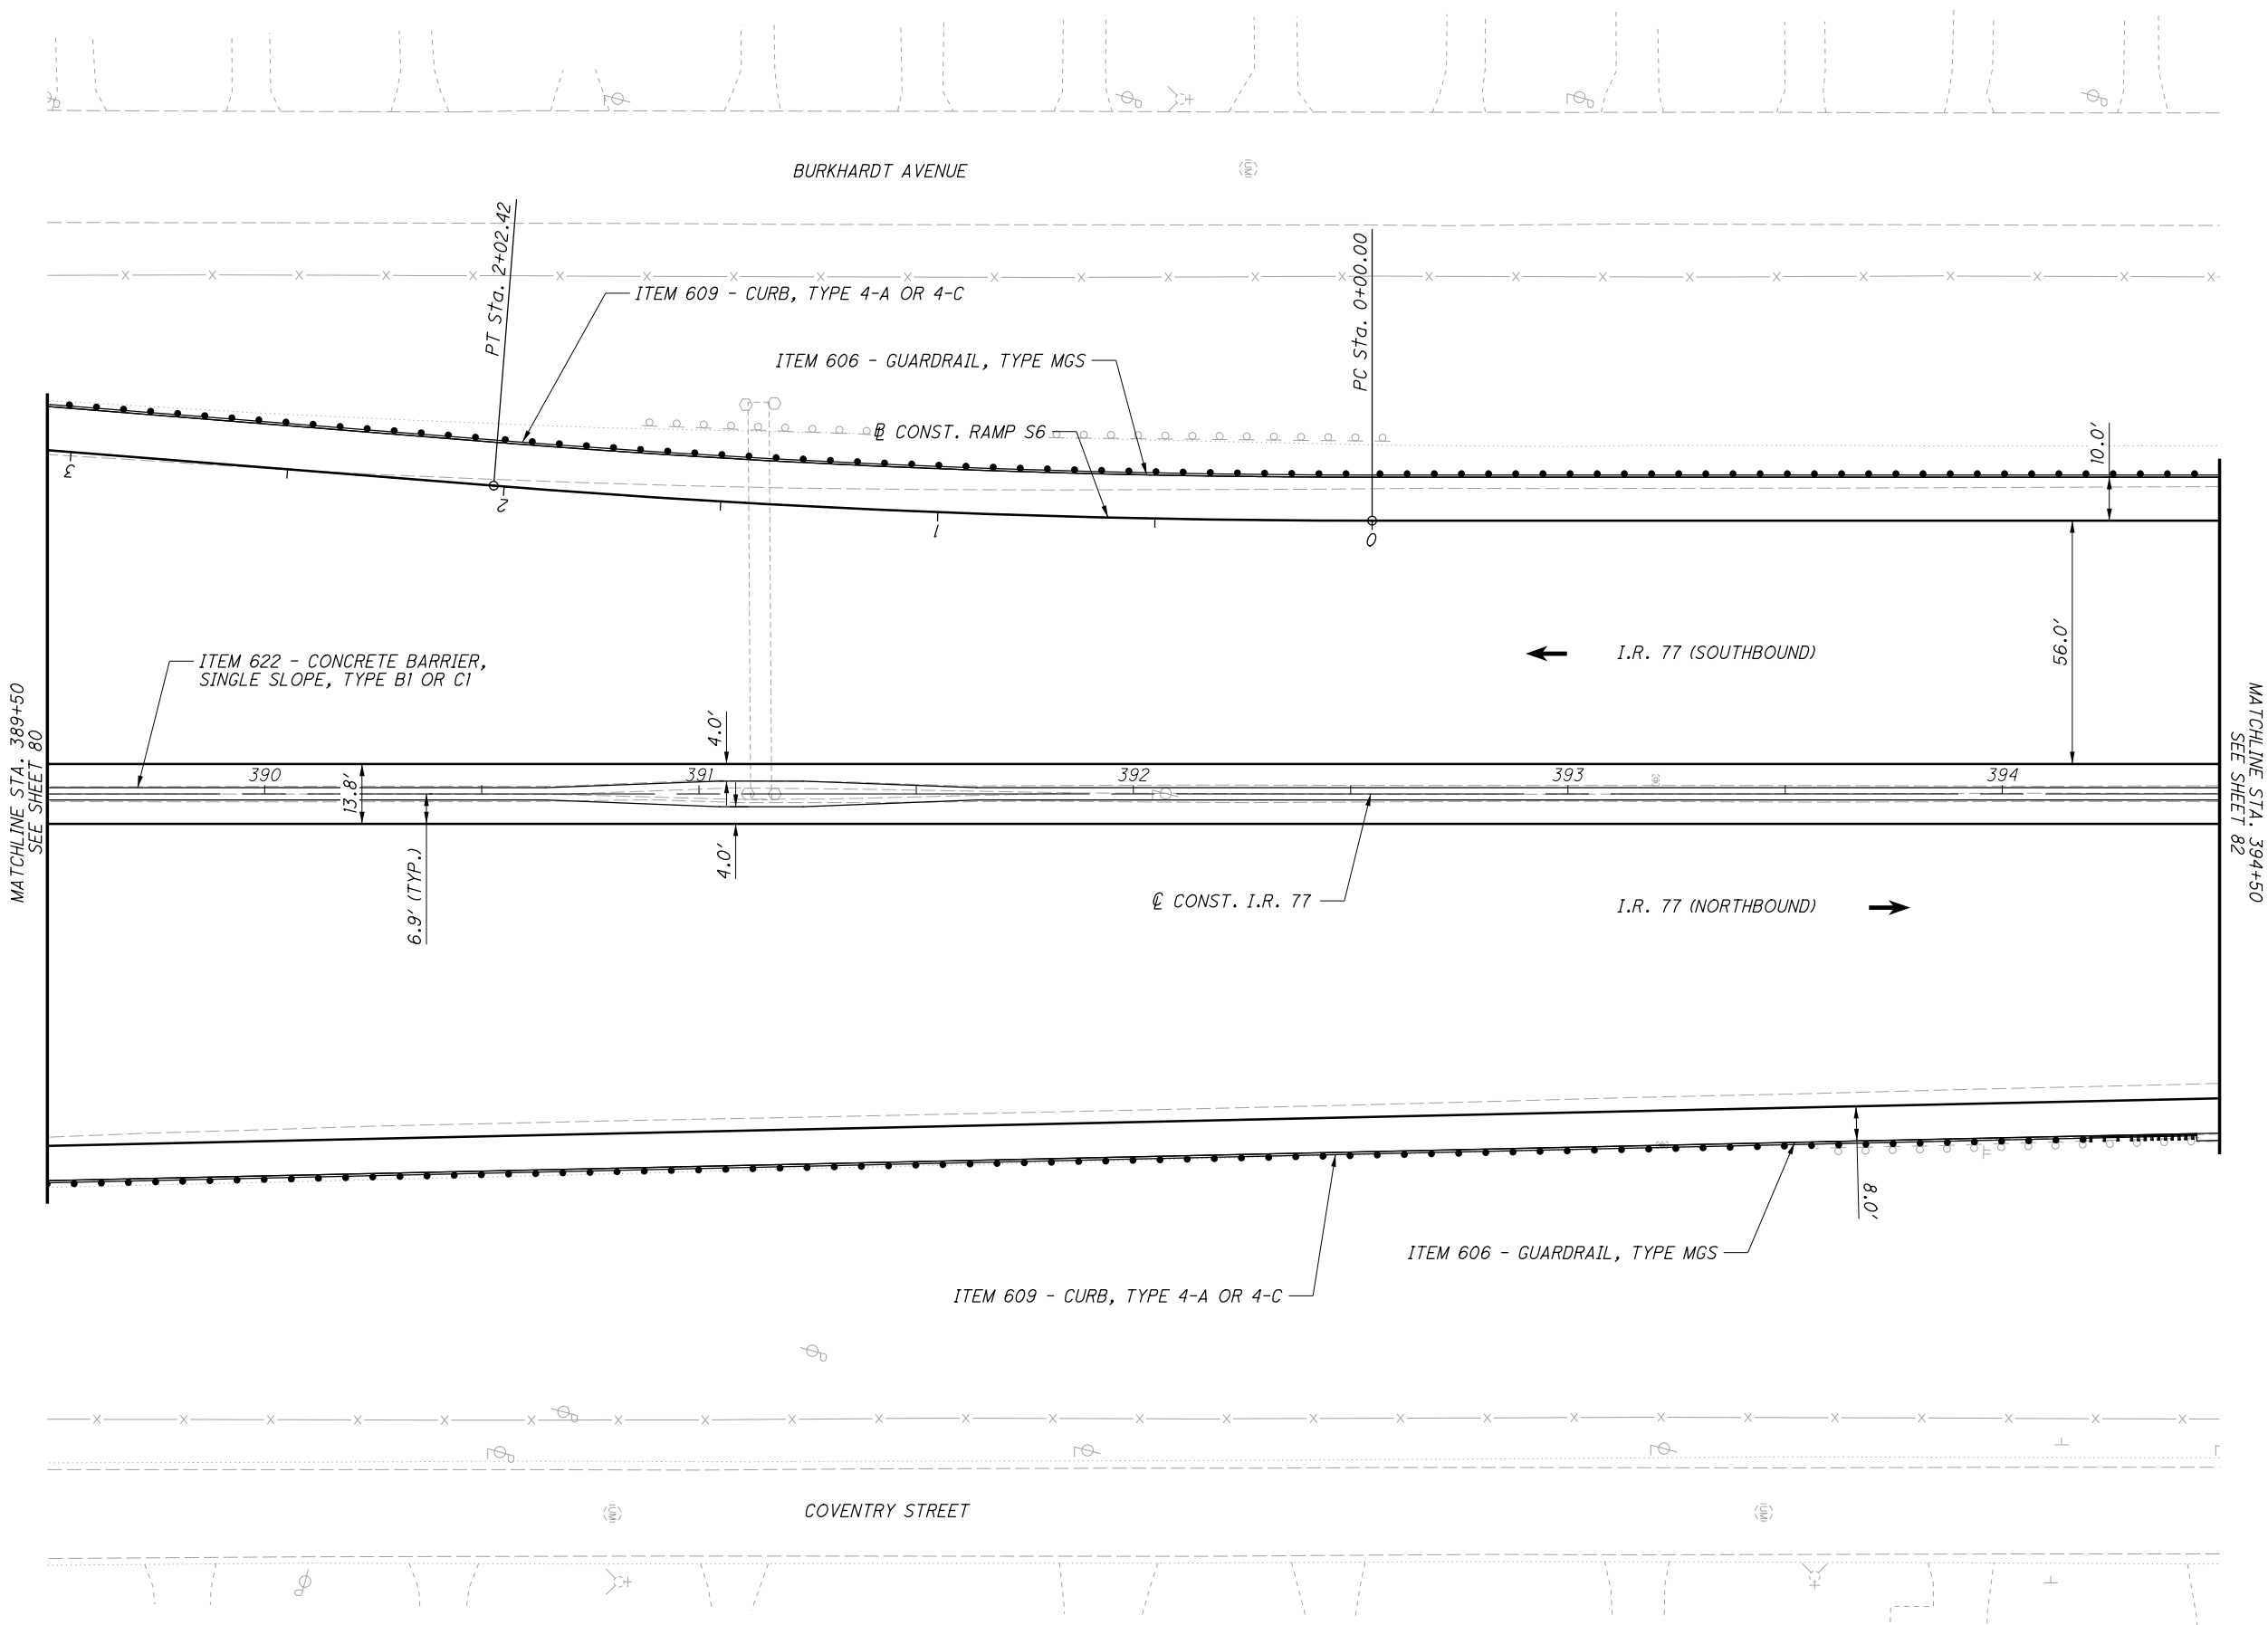 BURKHARDT AVENUE
PT Sta. 2+02.42
PC Sta. 0+00.00
ITEM 609 - CURB, TYPE 4-A OR 4-C
ITEM 606 - GUARDRAIL, TYPE MGS
CONST. RAMP S6
10.0'
3
2
1
0
56.0'
I.R. 77 (SOUTHBOUND)
ITEM 622 - CONCRETE BARRIER,
SINGLE SLOPE, TYPE B1 OR C1
MATCHLINE STA. 389+50
SEE SHEET 80
MATCHLINE STA. 394+50
SEE SHEET 82
4.0'
390
391
392
393
394
13.8'
6.9' (TYP.)
4.0'
℄ CONST. I.R. 77
I.R. 77 (NORTHBOUND)
8.0'
ITEM 606 - GUARDRAIL, TYPE MGS
ITEM 609 - CURB, TYPE 4-A OR 4-C
COVENTRY STREET